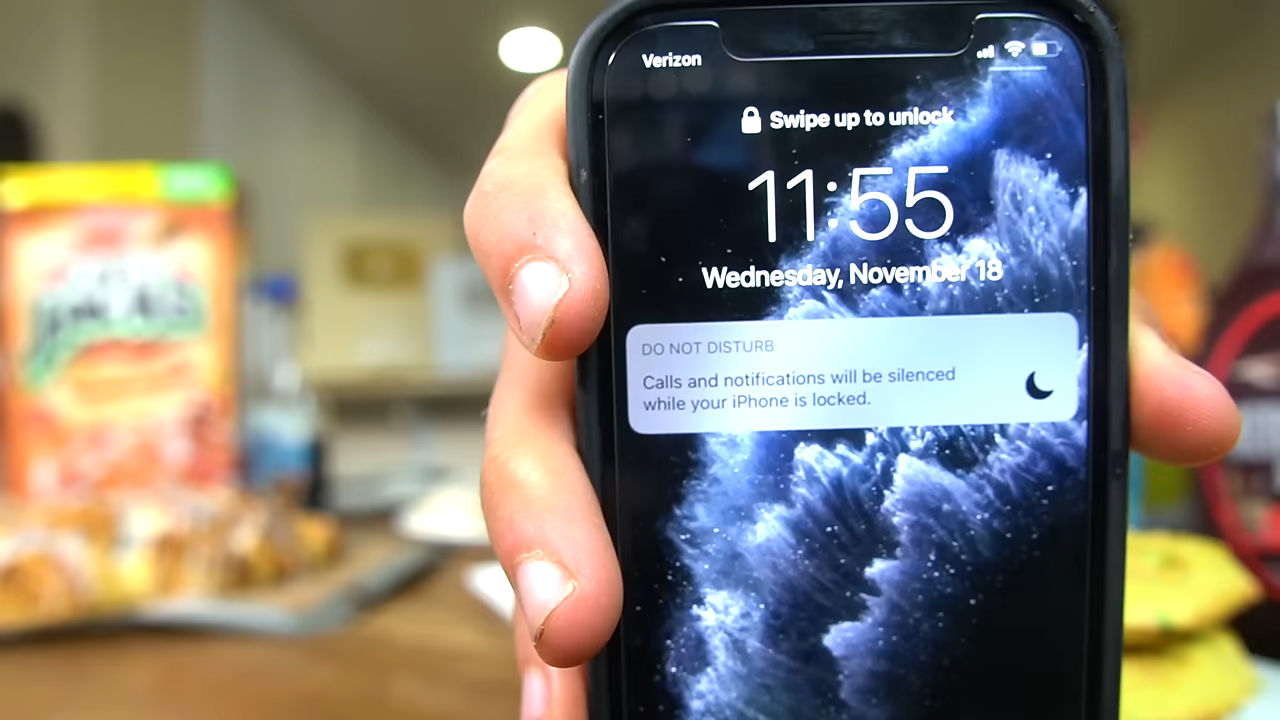 Verizon
Swipe up to unlock
11:55
Wednesday, November 18
DO NOT DISTURB
Calls and notifications will be silenced
while your iPhone is locked.